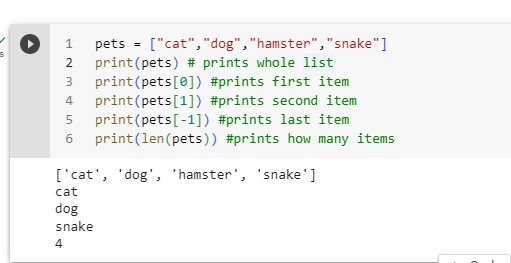 1 pets = ["cat","dog","hamster","snake"]
2 print(pets) # prints whole list
3 print(pets[0]) #prints first item
4 print(pets[1]) #prints second item
5 print(pets[-1]) #prints last item
6 print(len(pets)) #prints how many items
['cat', 'dog', 'hamster', 'snake']
cat
dog
snake
4